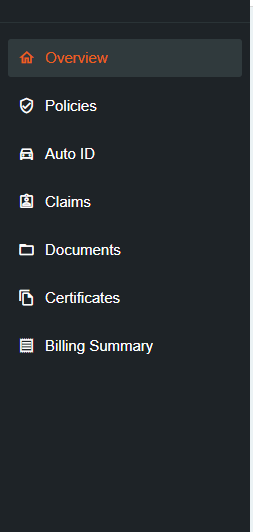 Overview
Policies
Auto ID
Claims
Documents
Certificates
Billing Summary